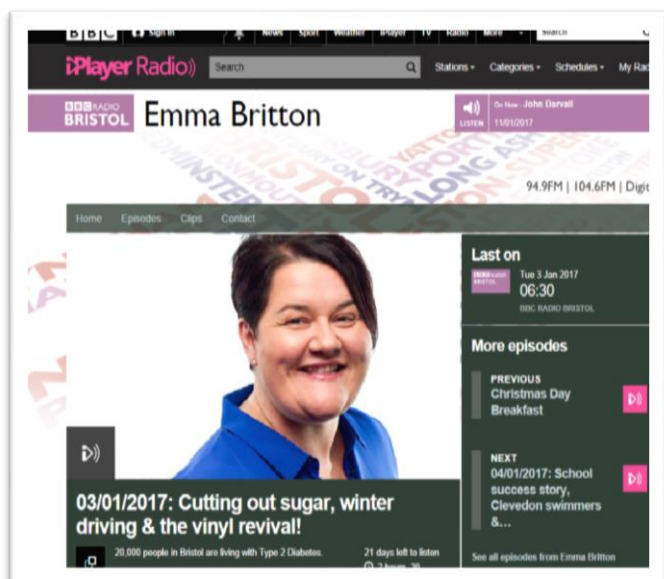 BBC Sign in News Sport Weather iPlayer TV Radio More Search
iPlayer Radio Search Stations Categories Schedules My Rad
BBC RADIO
BRISTOL
Emma Britton
LISTEN
On Now: John Darvall
11/01/2017
94.9FM | 104.6FM | Digit
Home Episodes Clips Contact
Last on
Tue 3 Jan 2017
06:30
BBC RADIO BRISTOL
More episodes
PREVIOUS
Christmas Day
Breakfast
NEXT
04/01/2017: School
success story,
Clevedon swimmers
&...
See all episodes from Emma Britton
03/01/2017: Cutting out sugar, winter
driving & the vinyl revival!
20,000 people in Bristol are living with Type 2 Diabetes.
21 days left to listen